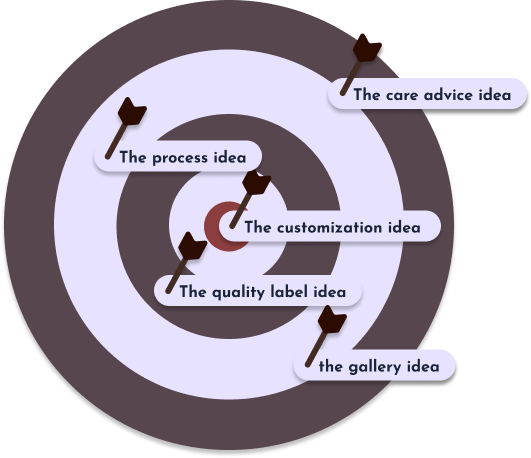 The care advice idea
The process idea
The customization idea
The quality label idea
the gallery idea